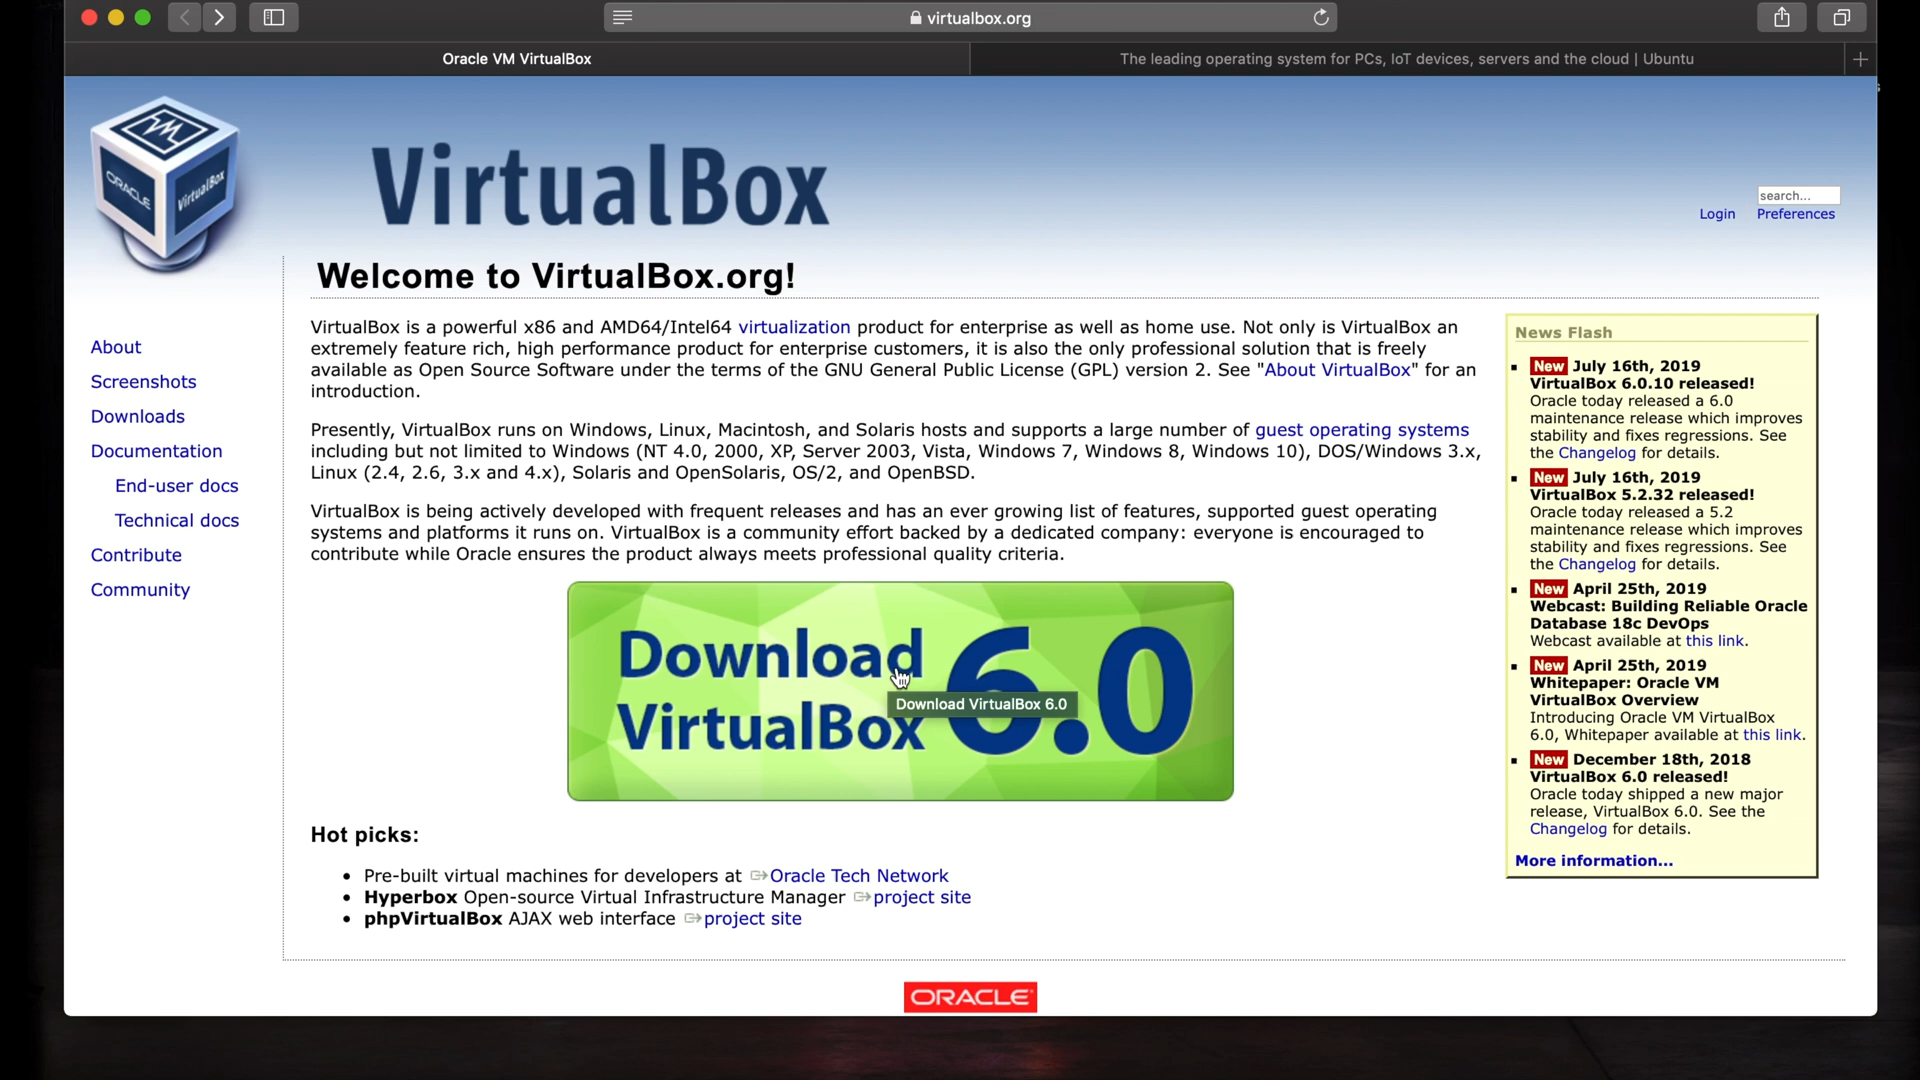 virtualbox.org
Oracle VM VirtualBox
The leading operating system for PCs, IoT devices, servers and the cloud | Ubuntu
ORACLE
VirtualBox
VirtualBox
search...
Login Preferences
Welcome to VirtualBox.org!
About
Screenshots
Downloads
Documentation
End-user docs
Technical docs
Contribute
Community
VirtualBox is a powerful x86 and AMD64/Intel64 virtualization product for enterprise as well as home use. Not only is VirtualBox an
extremely feature rich, high performance product for enterprise customers, it is also the only professional solution that is freely
available as Open Source Software under the terms of the GNU General Public License (GPL) version 2. See "About VirtualBox" for an
introduction.
Presently, VirtualBox runs on Windows, Linux, Macintosh, and Solaris hosts and supports a large number of guest operating systems
including but not limited to Windows (NT 4.0, 2000, XP, Server 2003, Vista, Windows 7, Windows 8, Windows 10), DOS/Windows 3.x,
Linux (2.4, 2.6, 3.x and 4.x), Solaris and OpenSolaris, OS/2, and OpenBSD.
VirtualBox is being actively developed with frequent releases and has an ever growing list of features, supported guest operating
systems and platforms it runs on. VirtualBox is a community effort backed by a dedicated company: everyone is encouraged to
contribute while Oracle ensures the product always meets professional quality criteria.
Download
VirtualBox
6.0
Download VirtualBox 6.0
Hot picks:
• Pre-built virtual machines for developers at Oracle Tech Network
• Hyperbox Open-source Virtual Infrastructure Manager project site
• phpVirtualBox AJAX web interface project site
News Flash
New July 16th, 2019
VirtualBox 6.0.10 released!
Oracle today released a 6.0
maintenance release which improves
stability and fixes regressions. See
the Changelog for details.
New July 16th, 2019
VirtualBox 5.2.32 released!
Oracle today released a 5.2
maintenance release which improves
stability and fixes regressions. See
the Changelog for details.
New April 25th, 2019
Webcast: Building Reliable Oracle
Database 18c DevOps
Webcast available at this link.
New April 25th, 2019
Whitepaper: Oracle VM
VirtualBox Overview
Introducing Oracle VM VirtualBox
6.0, Whitepaper available at this link.
New December 18th, 2018
VirtualBox 6.0 released!
Oracle today shipped a new major
release, VirtualBox 6.0. See the
Changelog for details.
More information...
ORACLE